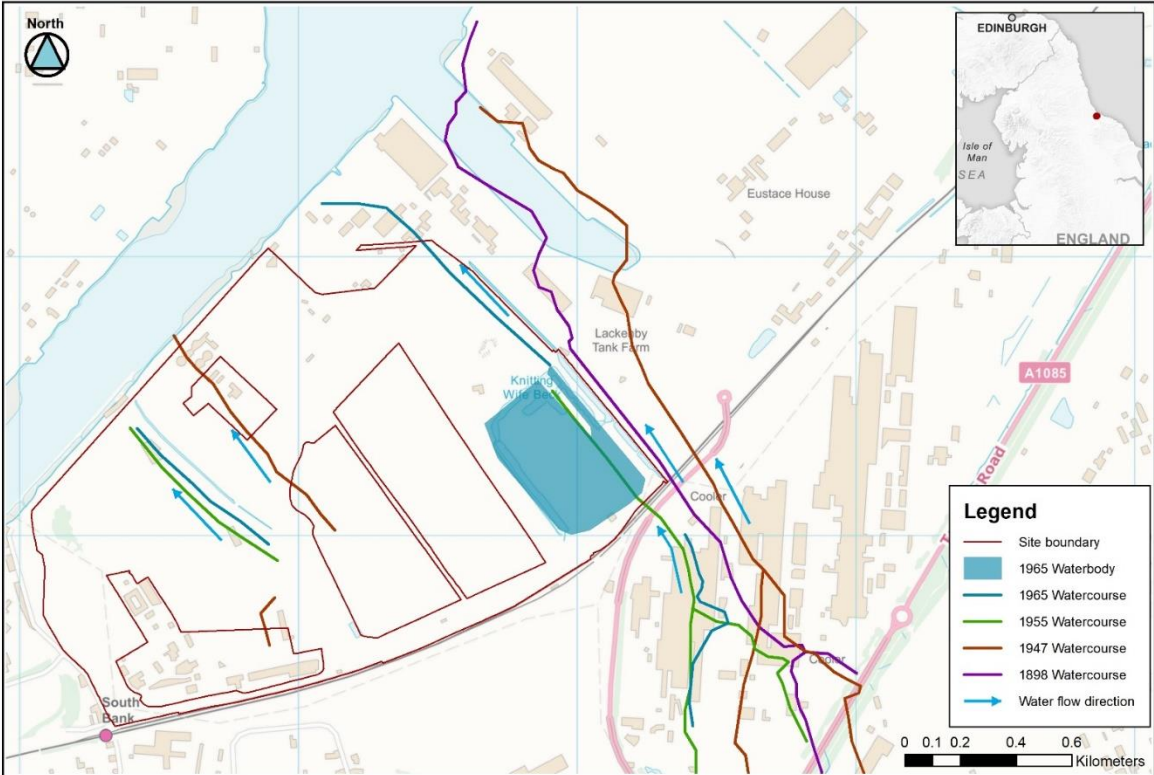 North
EDINBURGH
Isle of
Man
SEA
ENGLAND
Eustace House
Lackenby
Tank Farm
Knitting
Wife Beck
A1085
Road
Cooler
Cooler
South
Bank
Legend
Site boundary
1965 Waterbody
1965 Watercourse
1955 Watercourse
1947 Watercourse
1898 Watercourse
Water flow direction
0 0.1 0.2 0.4 0.6
Kilometers